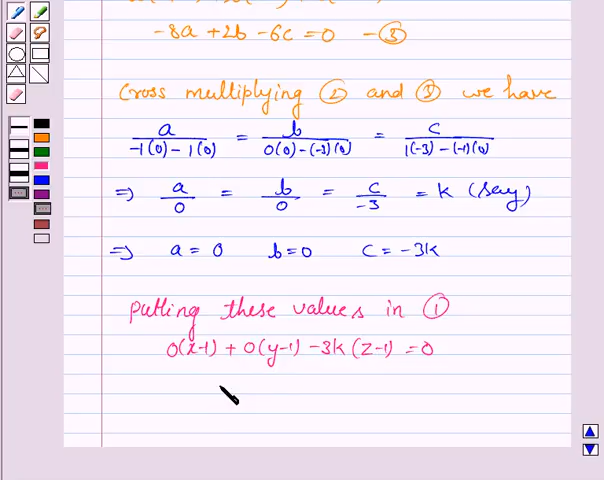 -8a + 2b - 6c = 0 - ③
Cross multiplying ② and ③ we have
a/(-1(0) - 1(0)) = b/(0(0) - (-3)(0)) = c/(1(-3) - (-1)(0))
⇒ a/0 = b/0 = c/-3 = k (say)
⇒ a = 0 b = 0 c = -3k
putting these values in ①
0(x-1) + 0(y-1) - 3k(z-1) = 0